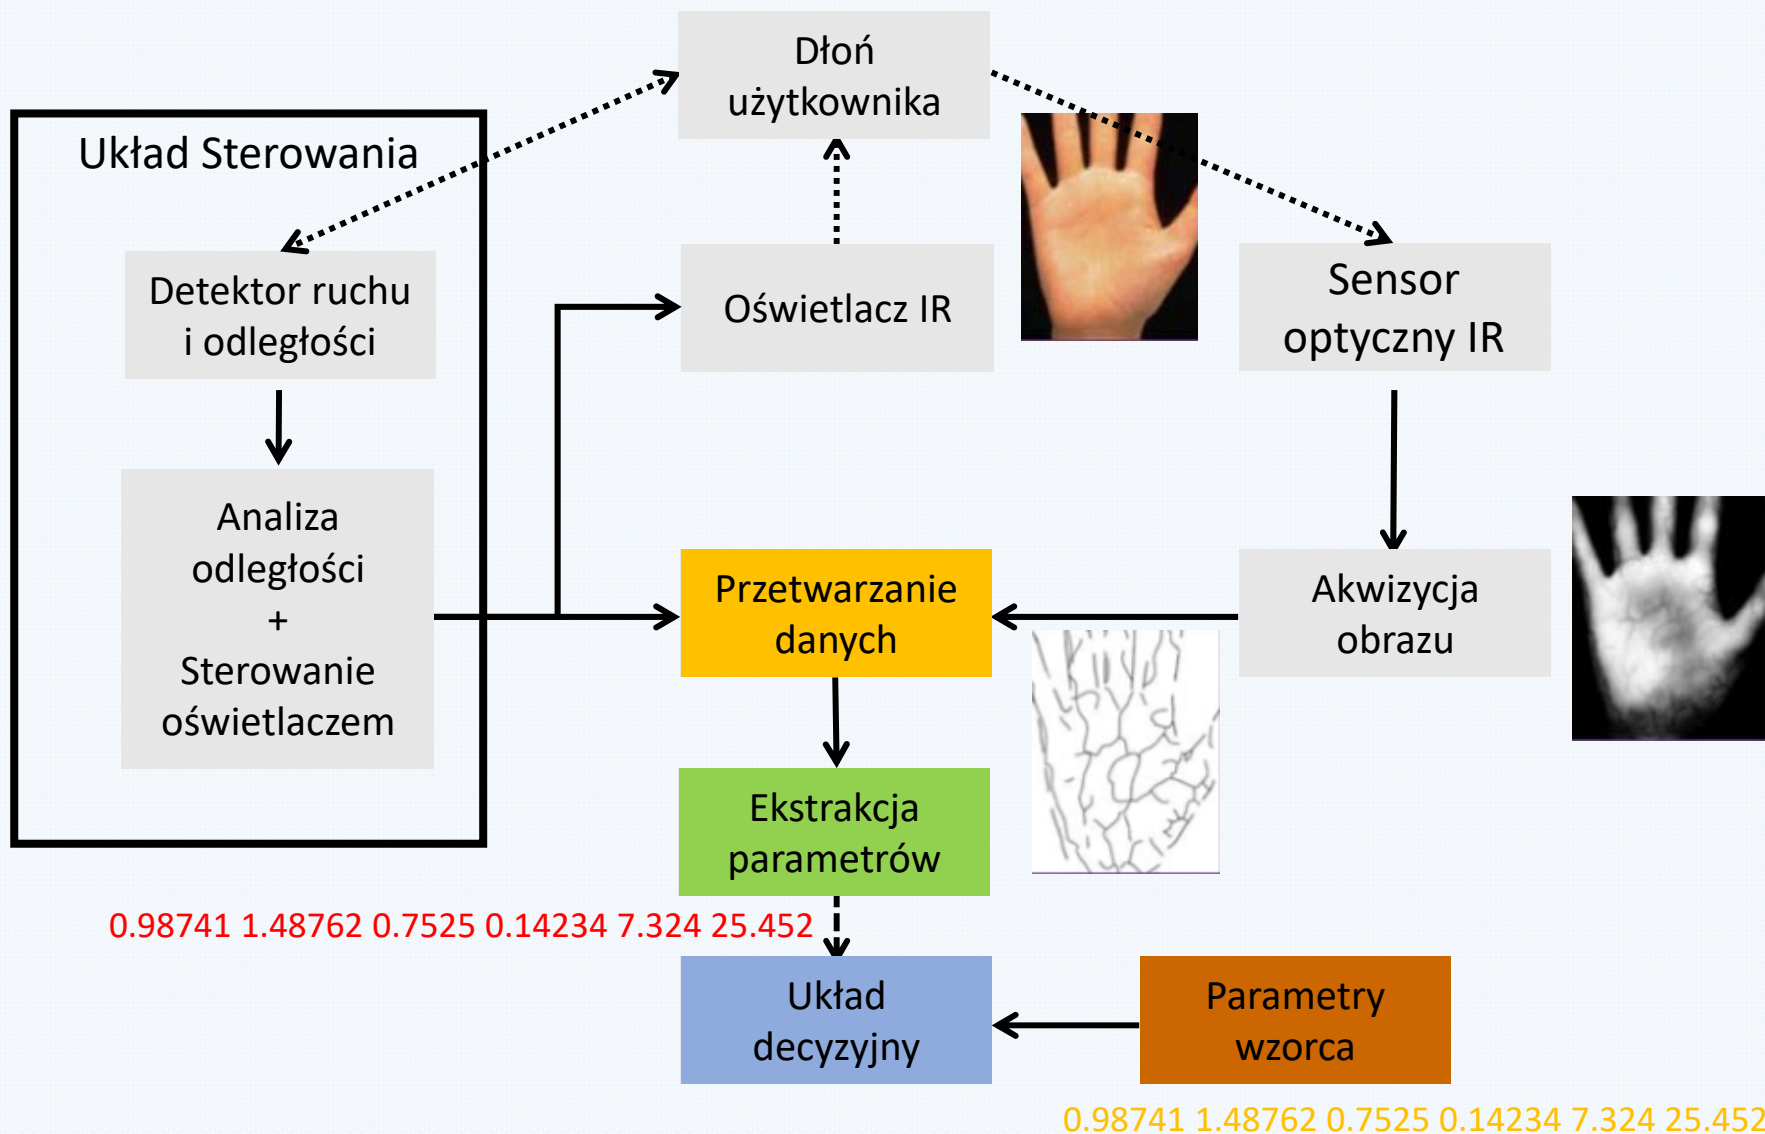 Dłoń
użytkownika
Układ Sterowania
Detektor ruchu
i odległości
Oświetlacz IR
Sensor
optyczny IR
Analiza
odległości
+
Sterowanie
oświetlaczem
Przetwarzanie
danych
Akwizycja
obrazu
Ekstrakcja
parametrów
0.98741 1.48762 0.7525 0.14234 7.324 25.452
Układ
decyzyjny
Parametry
wzorca
0.98741 1.48762 0.7525 0.14234 7.324 25.452